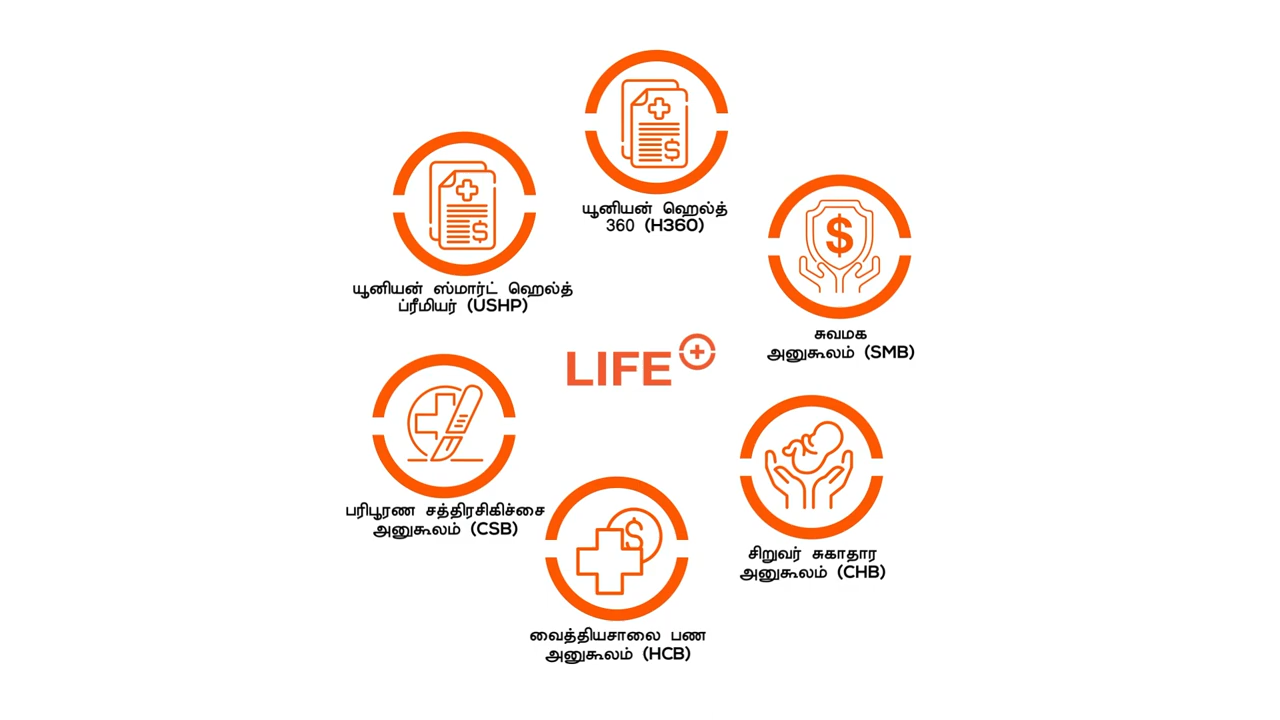 யூனியன் ஹெல்த்
360 (H360)
யூனியன் ஸ்மார்ட் ஹெல்த்
ப்ரீமியர் (USHP)
சுவமக
அனுகூலம் (SMB)
LIFE
பரிபூரண சத்திரசிகிச்சை
அனுகூலம் (CSB)
சிறுவர் சுகாதார
அனுகூலம் (CHB)
வைத்தியசாலை பண
அனுகூலம் (HCB)